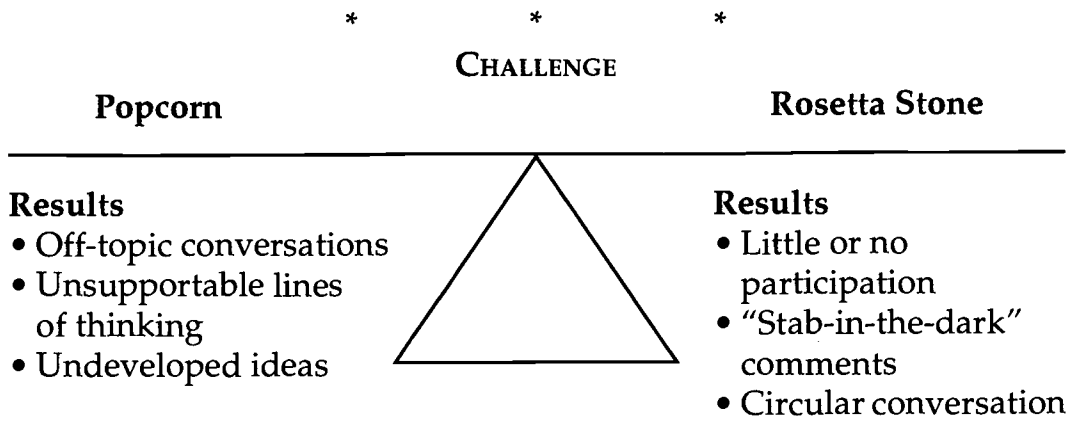 * * *
CHALLENGE
Popcorn
Rosetta Stone
Results
• Off-topic conversations
• Unsupportable lines
of thinking
• Undeveloped ideas
Results
• Little or no
participation
• "Stab-in-the-dark"
comments
• Circular conversation